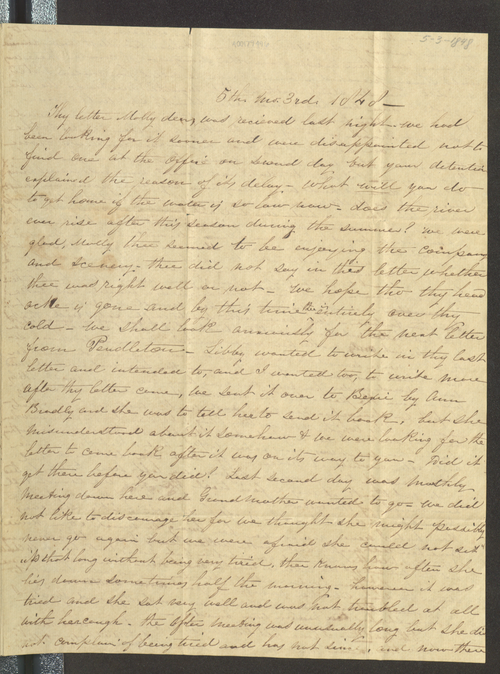 5-3-1848
5th Mo. 3rd. 1848 —
Thy letter Molly dear, was recieved last night — we had
been looking for it sooner and were disappointed not to
find one at the office on second day but your detention
explained the reason of its delay — What will you do
to get home if the water is so low now — does the river
ever rise after this season during the summer? We were
glad, Molly thee seemed to be enjoying the company
and scenery — thee did not say in this letter whether
thee was right well or not — We hope tho thy head
ache is gone and by this time thee entirely over thy
cold — We shall look anxiously for the next letter
from Pendleton — Libby wanted to write in thy last
letter and intended to, and I wanted too, to write more
after thy letter came, we sent it over to by Ann
Bradly and she was to tell her to send it back, but she
misunderstood about it somehow & we were looking for the
letter to come back after it was on its way to you — Did it
get there before you did? Last second day was monthly
meeting down here and Grandmother wanted to go — we did
not like to discourage her for we thought she might possibly
never go again but we were afraid she could not sit
up that long without being very tired, thee knows how often she
lies down sometimes half the morning — however it was
tired and she sat very well and was not troubled at all
with her cough. the after meeting was unusually long but she did
not complain of being tired and has not since, and now there